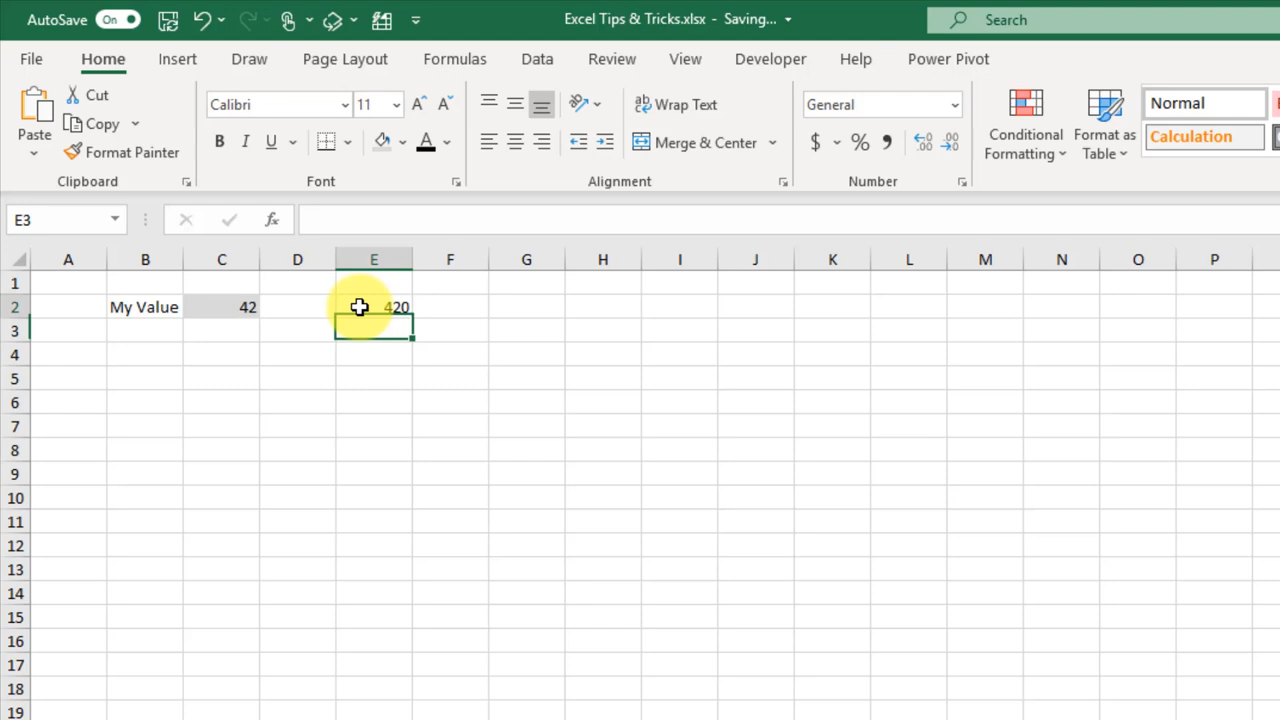 AutoSave On
Excel Tips & Tricks.xlsx - Saving...
Search
File Home Insert Draw Page Layout Formulas Data Review View Developer Help Power Pivot
Paste
Cut
Copy
Format Painter
Clipboard
Calibri 11
A A
B I U A
Font
ab
Wrap Text
Merge & Center
Alignment
General
$ % 9
Number
Conditional
Formatting
Format as
Table
Normal
Calculation
E3
fx
A B C D E F G H I J K L M N O P
1
2 My Value 42 420
3
4
5
6
7
8
9
10
11
12
13
14
15
16
17
18
19